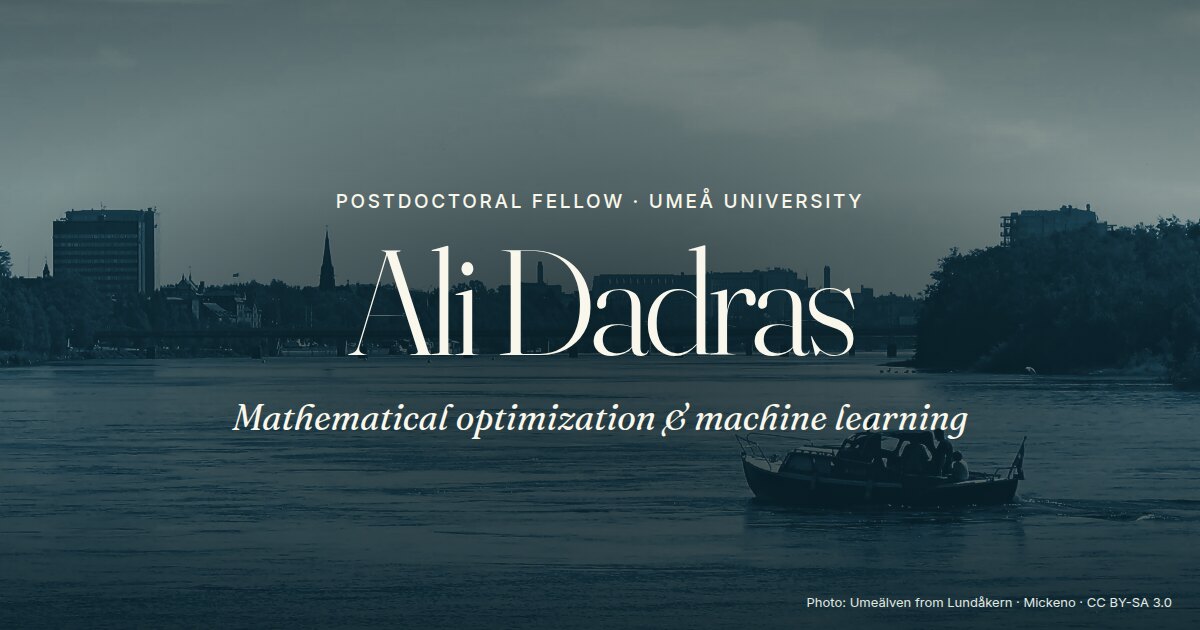 POSTDOCTORAL FELLOW · UMEÅ UNIVERSITY
Ali Dadras
Mathematical optimization & machine learning
Photo: Umeälven from Lundåkern · Mickeno · CC BY-SA 3.0